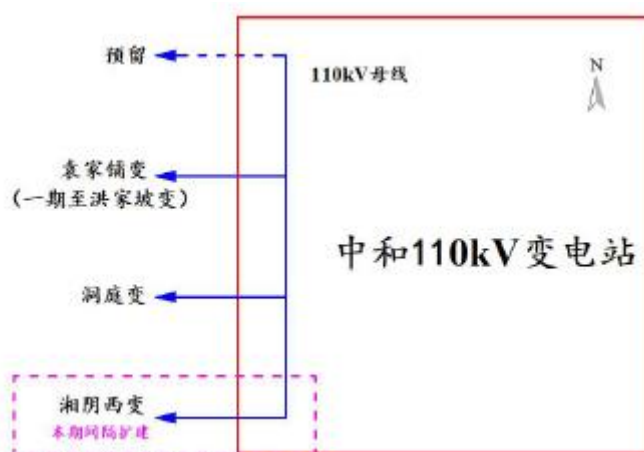 预留
110kV母线
N
袁家铺变
（一期至洪家坡变）
中和110kV变电站
洞庭变
湘阴西变
本期间隔扩建